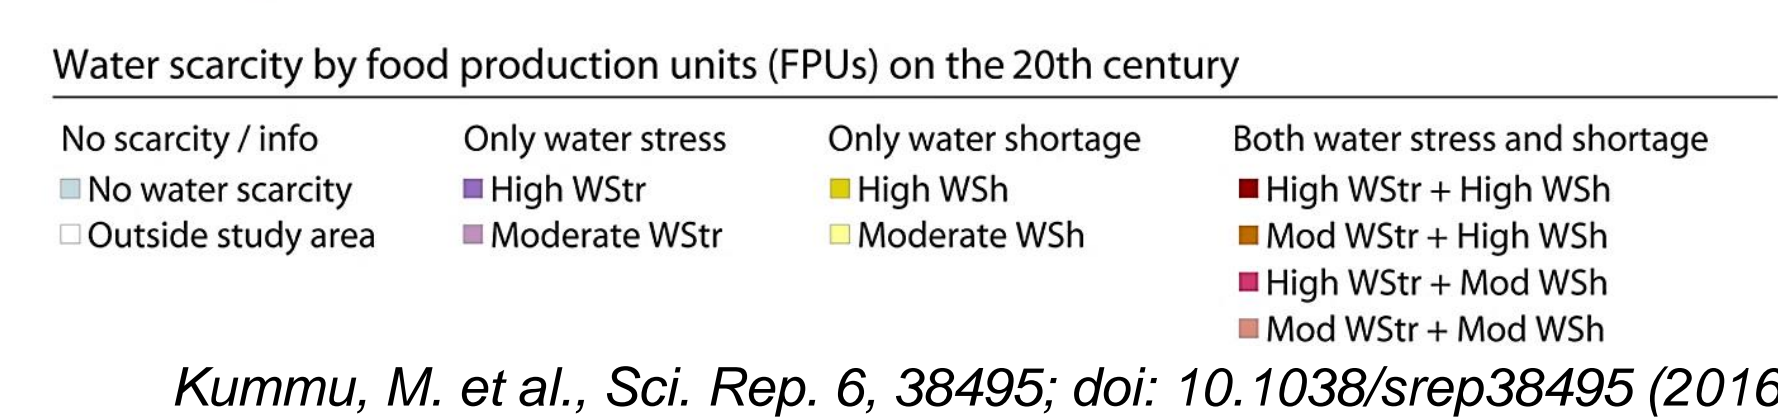 Water scarcity by food production units (FPUs) on the 20th century
No scarcity / info
No water scarcity
Outside study area
Only water stress
High WStr
Moderate WStr
Only water shortage
High WSh
Moderate WSh
Both water stress and shortage
High WStr + High WSh
Mod WStr + High WSh
High WStr + Mod WSh
Mod WStr + Mod WSh
Kummu, M. et al., Sci. Rep. 6, 38495; doi: 10.1038/srep38495 (2016